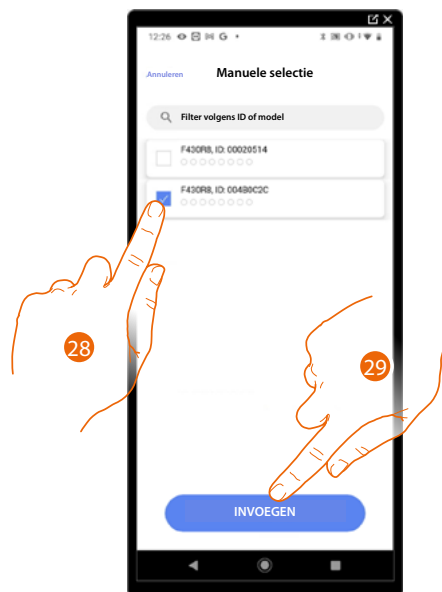 12:26 G
Annuleren Manuele selectie
Filter volgens ID of model
F430R8, ID: 00020514
F430R8, ID: 004B0C2C
28
29
INVOEGEN